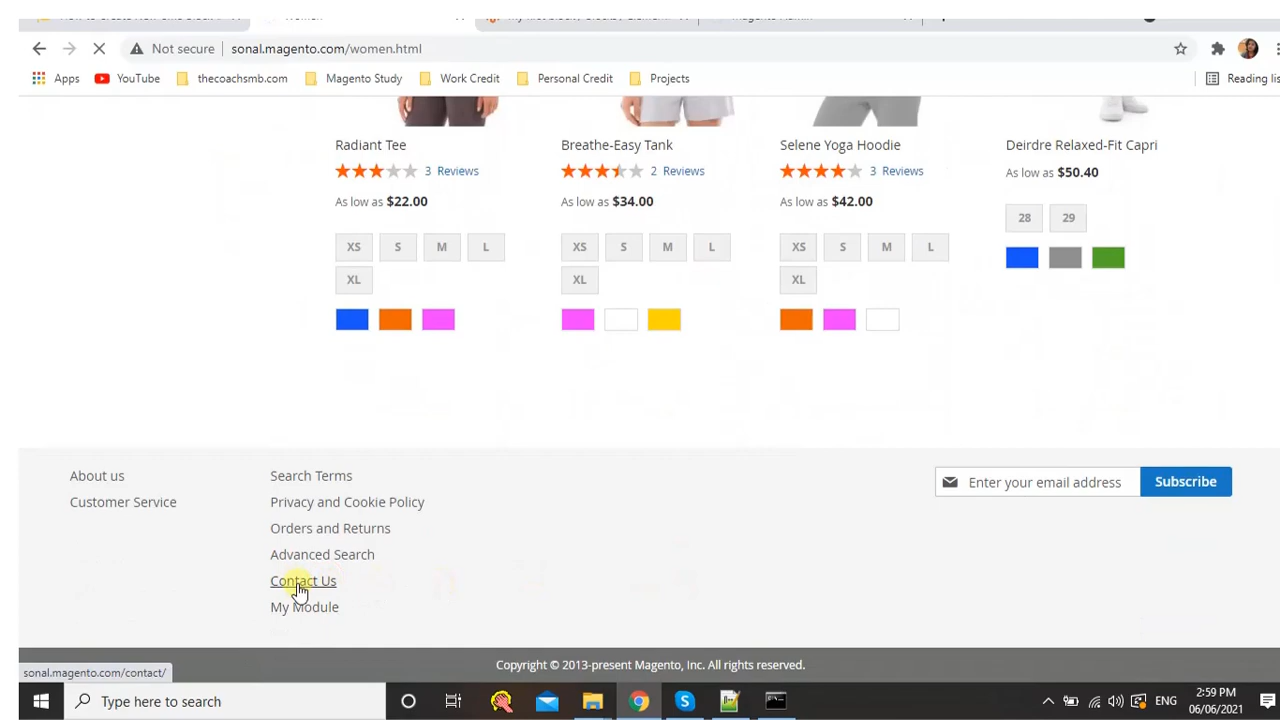 Women
Magento Admin
Not secure sonal.magento.com/women.html
Apps YouTube thecoachsmb.com Magento Study Work Credit Personal Credit Projects Reading lis
Radiant Tee Breathe-Easy Tank Selene Yoga Hoodie Deirdre Relaxed-Fit Capri
3 Reviews 2 Reviews 3 Reviews As low as $50.40
As low as $22.00 As low as $34.00 As low as $42.00
28 29
XS S M L XS S M L XS S M L
XL XL XL
About us Search Terms Enter your email address Subscribe
Customer Service Privacy and Cookie Policy
Orders and Returns
Advanced Search
Contact Us
My Module
Copyright © 2013-present Magento, Inc. All rights reserved.
sonal.magento.com/contact/
Type here to search ENG 2:59 PM
06/06/2021